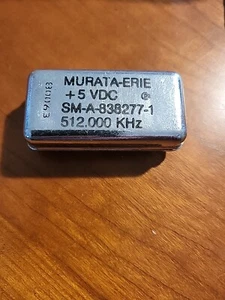 MURATA-ERIE
+5 VDC
SM-A-838277-1
512.000 KHz